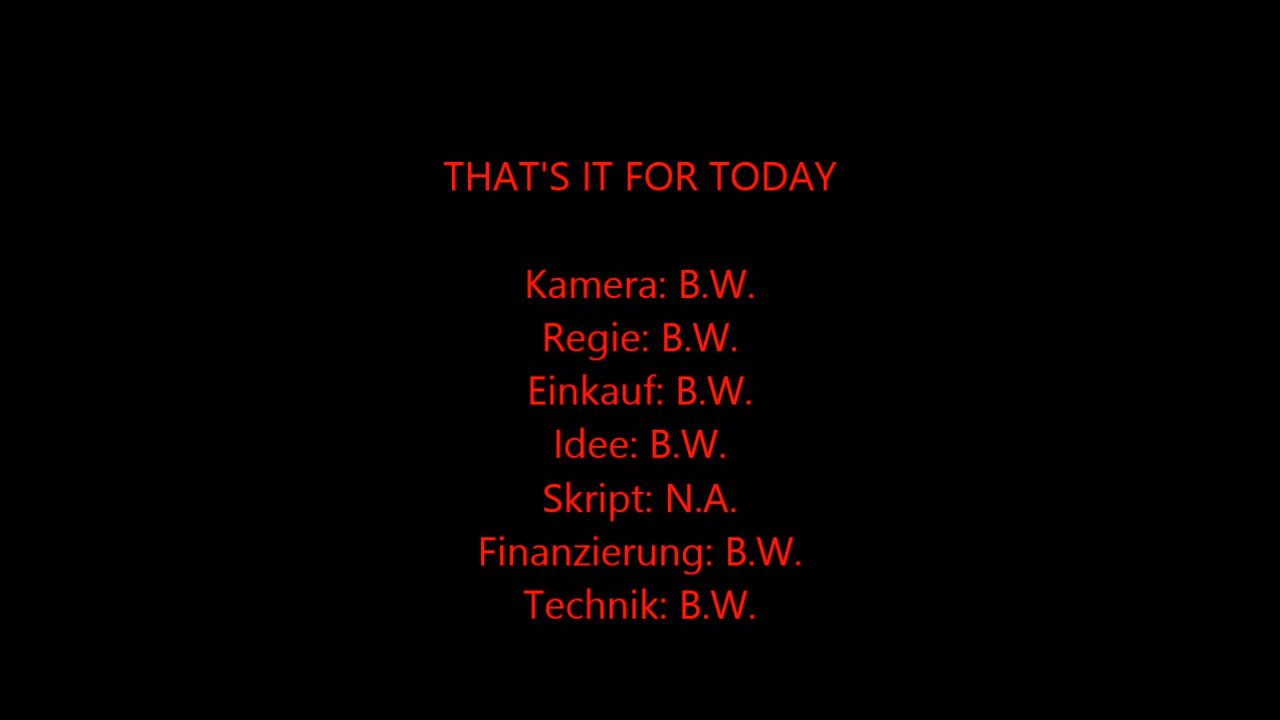 THAT'S IT FOR TODAY
Kamera: B.W.
Regie: B.W.
Einkauf: B.W.
Idee: B.W.
Skript: N.A.
Finanzierung: B.W.
Technik: B.W.